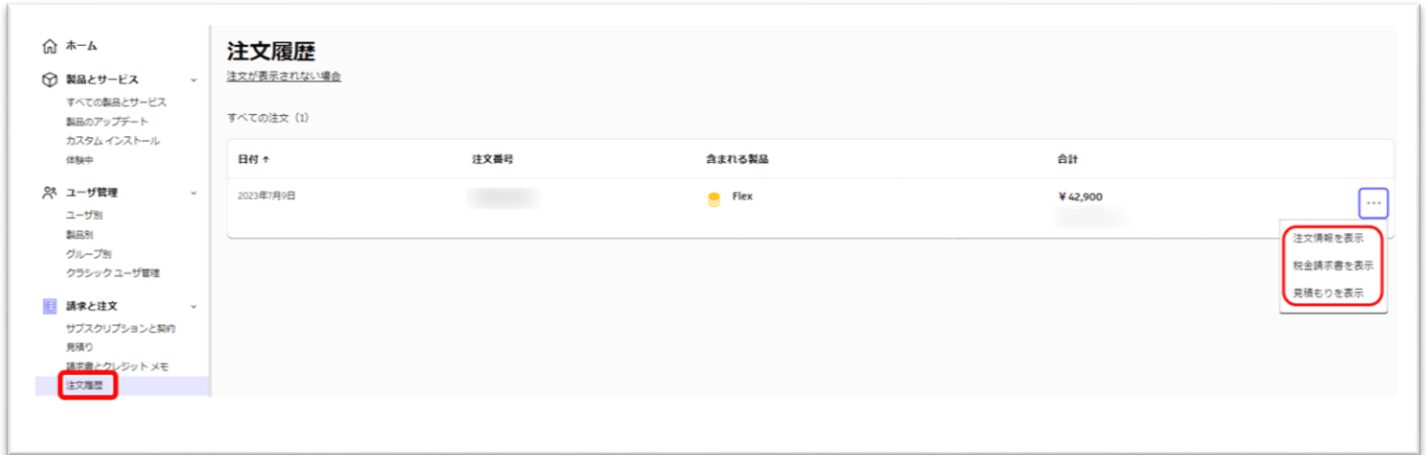 ホーム
製品とサービス
すべての製品とサービス
製品のアップデート
カスタム インストール
体験中
ユーザ管理
ユーザ別
製品別
グループ別
クラシック ユーザ管理
請求と注文
サブスクリプションと契約
見積り
請求書とクレジット メモ
注文履歴
注文履歴
注文が表示されない場合
すべての注文（1）
日付 ↑ 注文番号 含まれる製品 合計
2023年7月9日 Flex ¥ 42,900 …
注文情報を表示
税金請求書を表示
見積もりを表示